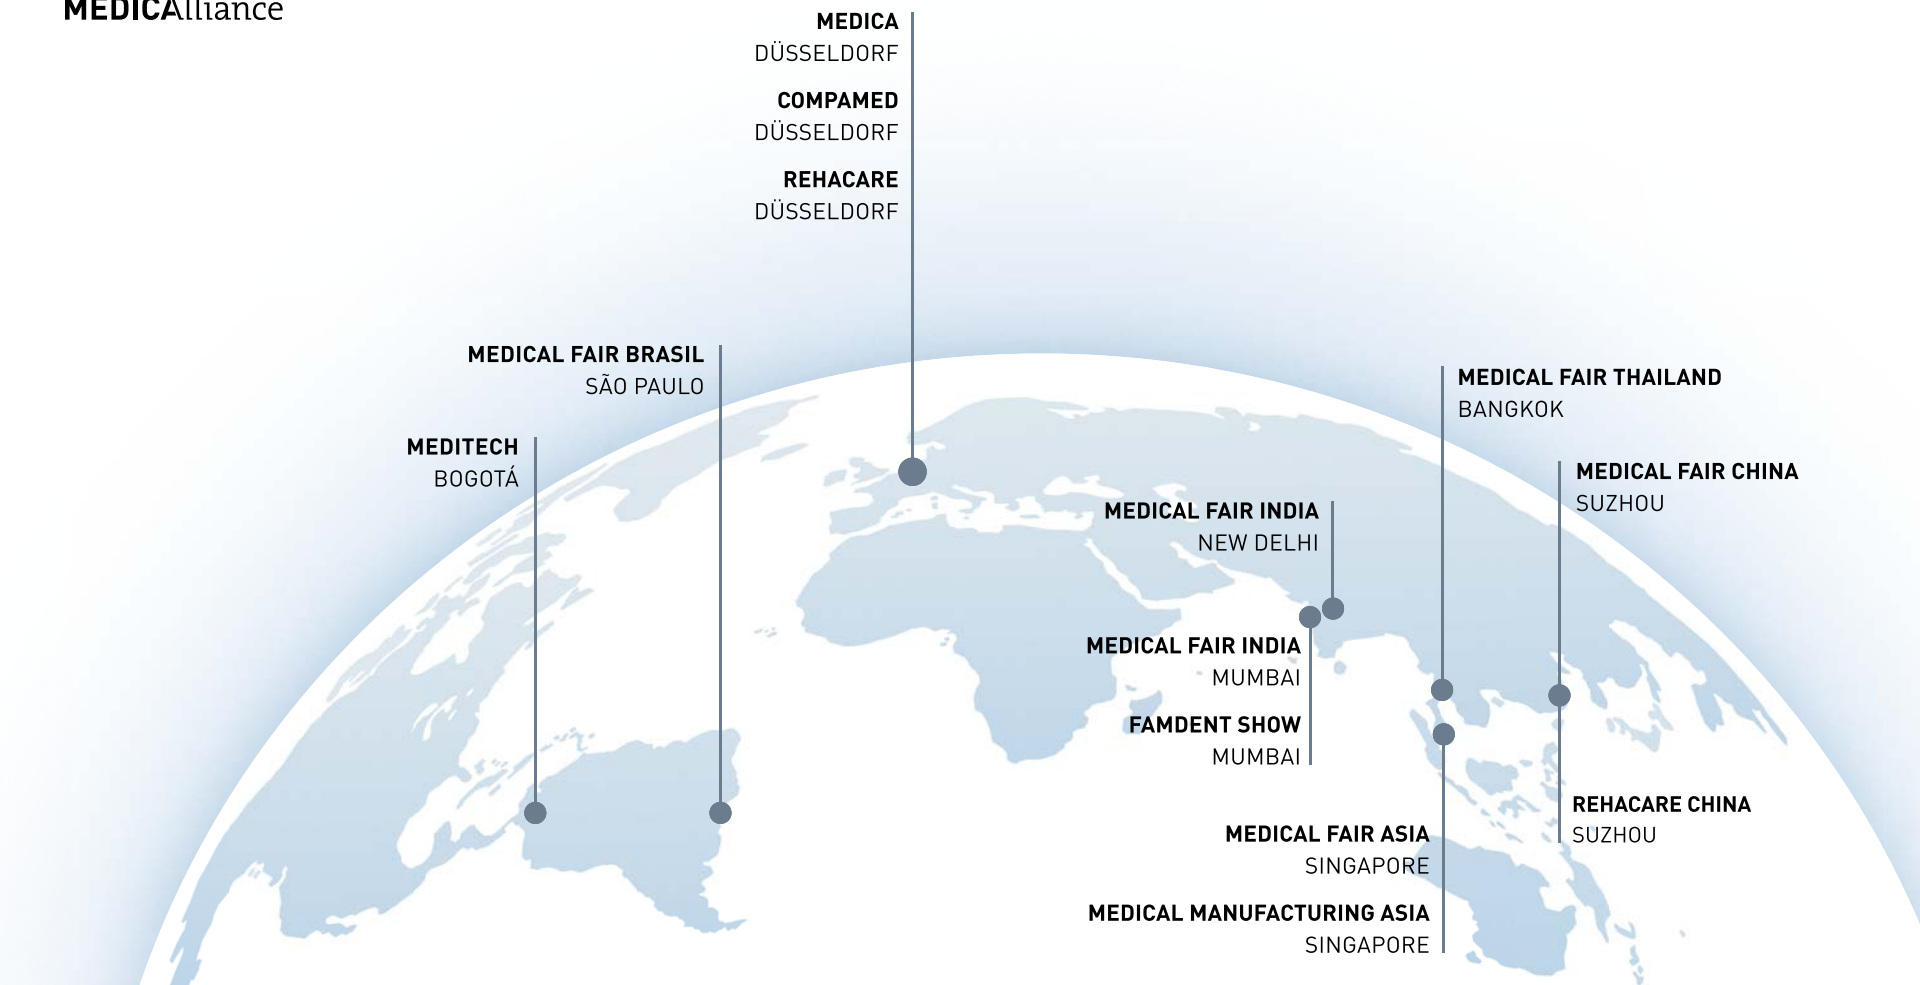 MEDICAlliance
MEDICA
DÜSSELDORF
COMPAMED
DÜSSELDORF
REHACARE
DÜSSELDORF
MEDICAL FAIR BRASIL
SÃO PAULO
MEDITECH
BOGOTÁ
MEDICAL FAIR THAILAND
BANGKOK
MEDICAL FAIR CHINA
SUZHOU
MEDICAL FAIR INDIA
NEW DELHI
MEDICAL FAIR INDIA
MUMBAI
FAMDENT SHOW
MUMBAI
REHACARE CHINA
SUZHOU
MEDICAL FAIR ASIA
SINGAPORE
MEDICAL MANUFACTURING ASIA
SINGAPORE